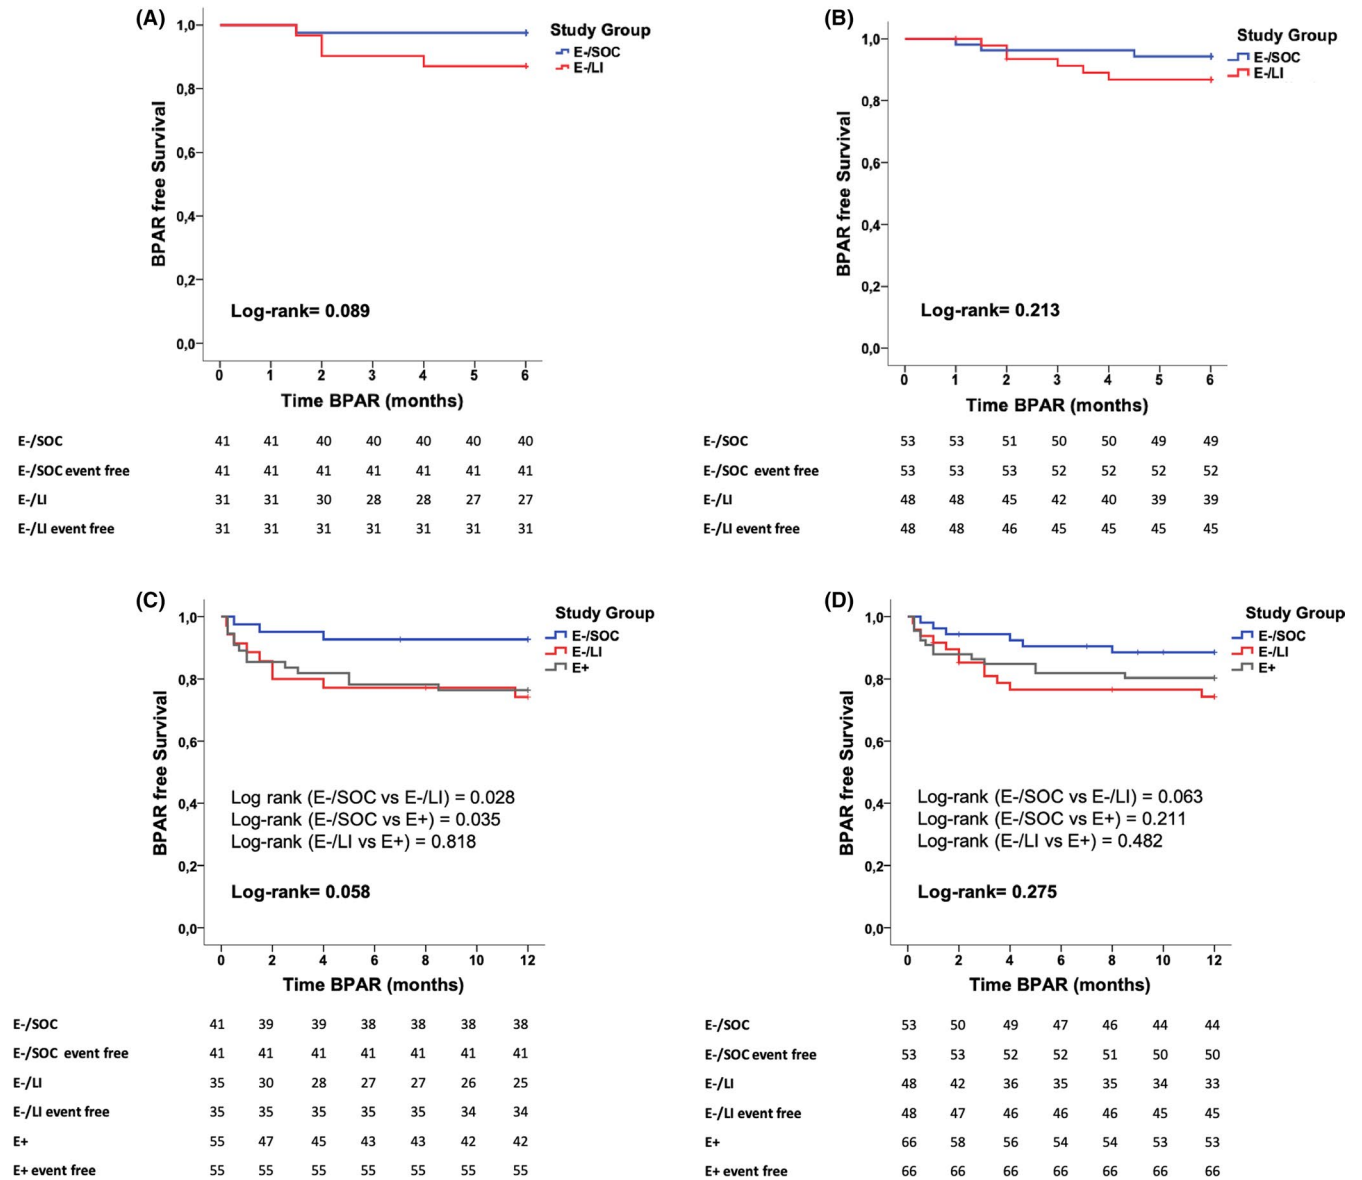 (A)
Study Group
E-/SOC
E-/LI
BPAR free Survival
1,0
0,8
0,6
0,4
0,2
0,0
Log-rank= 0.089
0 1 2 3 4 5 6
Time BPAR (months)
E-/SOC 41 41 40 40 40 40 40
E-/SOC event free 41 41 41 41 41 41 41
E-/LI 31 31 30 28 28 27 27
E-/LI event free 31 31 31 31 31 31 31
(B)
Study Group
E-/SOC
E-/LI
BPAR free Survival
1,0
0,8
0,6
0,4
0,2
0,0
Log-rank= 0.213
0 1 2 3 4 5 6
Time BPAR (months)
E-/SOC 53 53 51 50 50 49 49
E-/SOC event free 53 53 53 52 52 52 52
E-/LI 48 48 45 42 40 39 39
E-/LI event free 48 48 46 45 45 45 45
(C)
Study Group
E-/SOC
E-/LI
E+
BPAR free Survival
1,0
0,8
0,6
0,4
0,2
0,0
Log rank (E-/SOC vs E-/LI) = 0.028
Log-rank (E-/SOC vs E+) = 0.035
Log-rank (E-/LI vs E+) = 0.818
Log-rank= 0.058
0 2 4 6 8 10 12
Time BPAR (months)
E-/SOC 41 39 39 38 38 38 38
E-/SOC event free 41 41 41 41 41 41 41
E-/LI 35 30 28 27 27 26 25
E-/LI event free 35 35 35 35 35 34 34
E+ 55 47 45 43 43 42 42
E+ event free 55 55 55 55 55 55 55
(D)
Study Group
E-/SOC
E-/LI
E+
BPAR free Survival
1,0
0,8
0,6
0,4
0,2
0,0
Log-rank (E-/SOC vs E-/LI) = 0.063
Log-rank (E-/SOC vs E+) = 0.211
Log-rank (E-/LI vs E+) = 0.482
Log-rank= 0.275
0 2 4 6 8 10 12
Time BPAR (months)
E-/SOC 53 50 49 47 46 44 44
E-/SOC event free 53 53 52 52 51 50 50
E-/LI 48 42 36 35 35 34 33
E-/LI event free 48 47 46 46 46 45 45
E+ 66 58 56 54 54 53 53
E+ event free 66 66 66 66 66 66 66